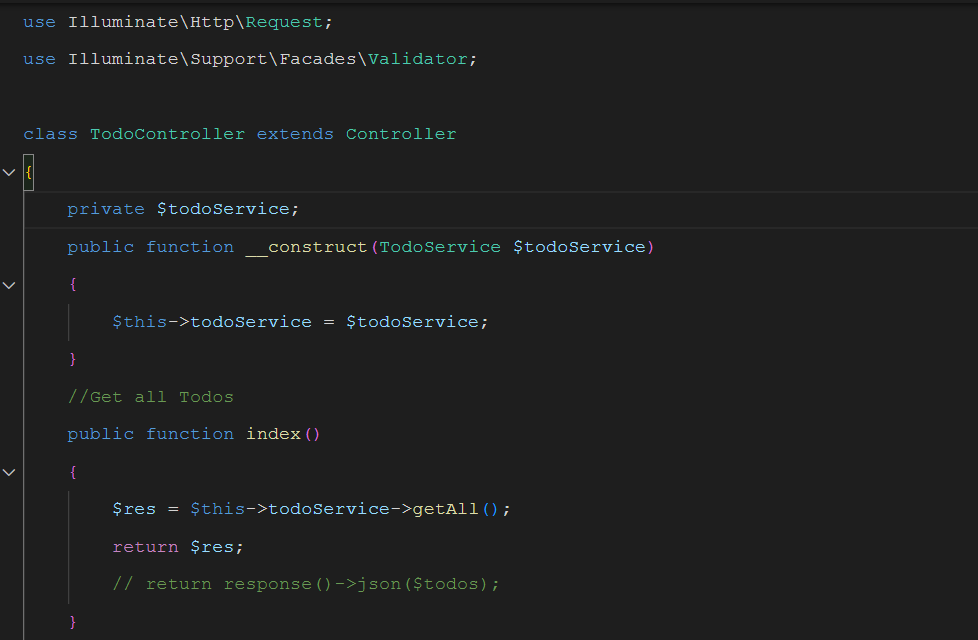 use Illuminate\Http\Request;
use Illuminate\Support\Facades\Validator;
class TodoController extends Controller
{
private $todoService;
public function __construct(TodoService $todoService)
{
$this->todoService = $todoService;
}
//Get all Todos
public function index()
{
$res = $this->todoService->getAll();
return $res;
// return response()->json($todos);
}